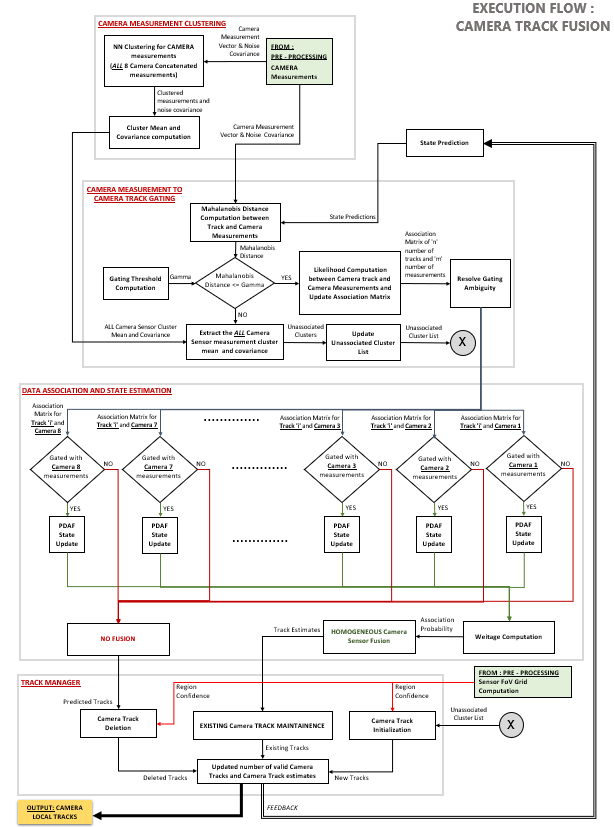 EXECUTION FLOW :
CAMERA TRACK FUSION
CAMERA MEASUREMENT CLUSTERING
NN Clustering for CAMERA
measurements
(ALL 8 Camera Concatenated
measurements)
Camera
Measurement
Vector & Noise
Covariance
FROM :
PRE - PROCESSING
CAMERA
Measurements
Clustered
measurements and
noise covariance
Cluster Mean and
Covariance computation
Camera Measurement
Vector & Noise Covariance
State Prediction
CAMERA MEASUREMENT TO
CAMERA TRACK GATING
Mahalanobis Distance
Computation between
Track and Camera
Measurements
State Predictions
Mahalanobis
Distance
Gating Threshold
Computation
Gamma
Mahalanobis
Distance <= Gamma
YES
NO
Likelihood Computation
between Camera track and
Camera Measurements and
Update Association Matrix
Association
Matrix of 'n'
number of
tracks and 'm'
number of
measurements
Resolve Gating
Ambiguity
ALL Camera Sensor Cluster
Mean and Covariance
Extract the ALL Camera
Sensor measurement cluster
mean and covariance
Unassociated
Clusters
Update
Unassociated Cluster
List
Unassociated
Cluster List
X
DATA ASSOCIATION AND STATE ESTIMATION
Association
Matrix for
Track 'i' and
Camera 8
Association Matrix for
Track 'i' and Camera 7
Association Matrix for
Track 'i' and Camera 3
Association Matrix for
Track 'i' and Camera 2
Association Matrix for
Track 'i' and Camera 1
Gated with
Camera 8
measurements
NO
Gated with
Camera 7
measurements
NO
Gated with
Camera 3
measurements
NO
Gated with
Camera 2
measurements
NO
Gated with
Camera 1
measurements
NO
YES
YES
YES
YES
YES
PDAF
State
Update
PDAF
State
Update
PDAF
State
Update
PDAF
State
Update
PDAF
State
Update
NO FUSION
Track Estimates
HOMOGENEOUS Camera
Sensor Fusion
Association
Probability
Weitage Computation
TRACK MANAGER
FROM : PRE - PROCESSING
Sensor FoV Grid
Computation
Predicted Tracks
Region
Confidence
Region
Confidence
Camera Track
Deletion
EXISTING Camera TRACK MAINTAINENCE
Camera Track
Initialization
Unassociated
Cluster List
X
Existing Tracks
Deleted Tracks
Updated number of valid Camera
Tracks and Camera Track estimates
New Tracks
OUTPUT: CAMERA
LOCAL TRACKS
FEEDBACK